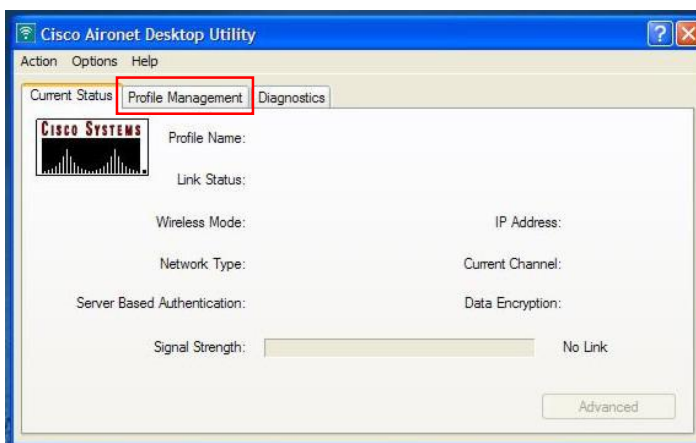 Cisco Aironet Desktop Utility
Action Options Help
Current Status Profile Management Diagnostics
CISCO SYSTEMS
Profile Name:
Link Status:
Wireless Mode: IP Address:
Network Type: Current Channel:
Server Based Authentication: Data Encryption:
Signal Strength: No Link
Advanced